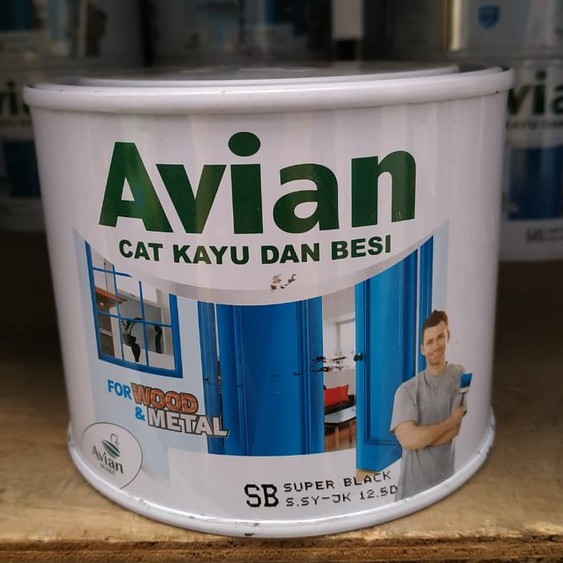 Avian
CAT KAYU DAN BESI
FOR WOOD
& METAL
Avian
SB SUPER BLACK
S.SY-JK 12.5D